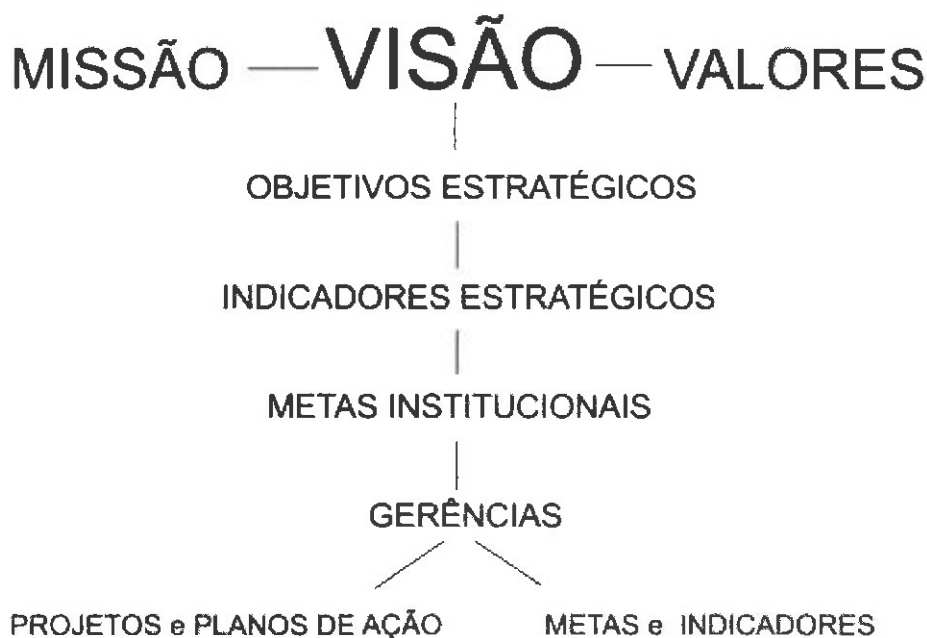 MISSÃO — VISÃO — VALORES
OBJETIVOS ESTRATÉGICOS
INDICADORES ESTRATÉGICOS
METAS INSTITUCIONAIS
GERÊNCIAS
PROJETOS e PLANOS DE AÇÃO METAS e INDICADORES